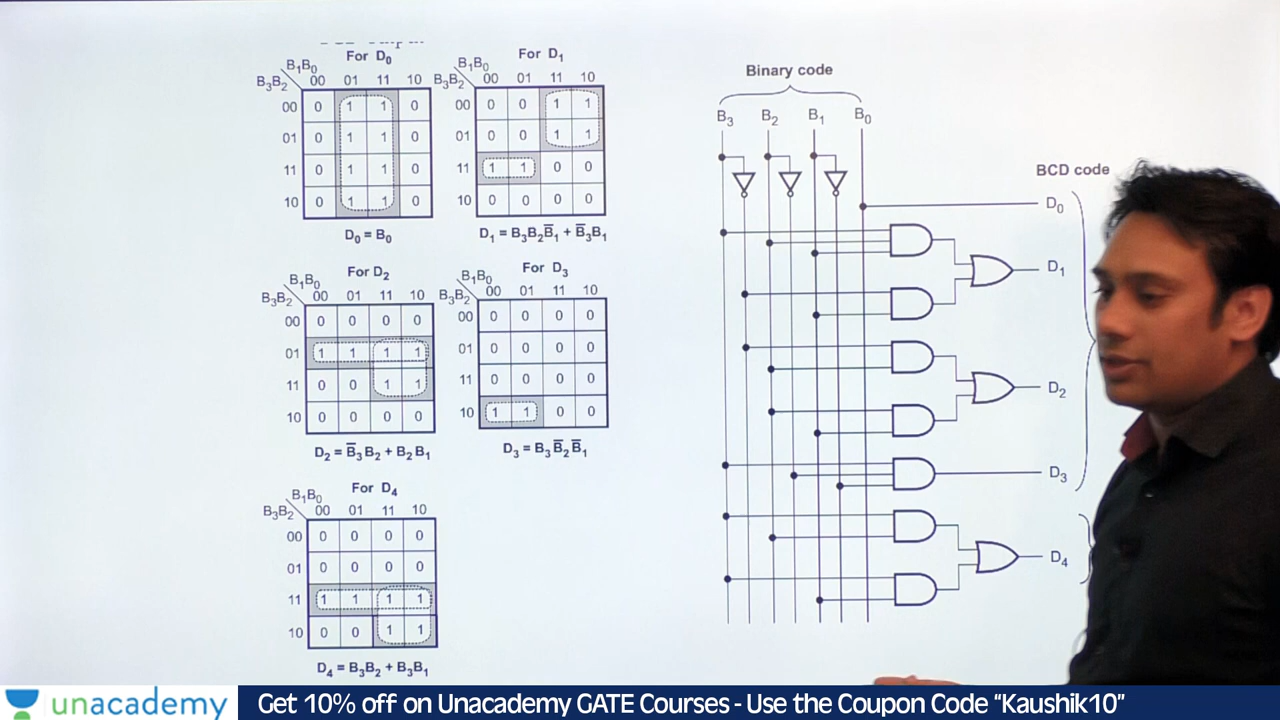 For D0
B1B0
B3B2 00 01 11 10
00 0 1 1 0
01 0 1 1 0
11 0 1 1 0
10 0 1 1 0
D0 = B0
For D1
B1B0
B3B2 00 01 11 10
00 0 0 1 1
01 0 0 1 1
11 1 1 0 0
10 0 0 0 0
D1 = B3B2B̅1 + B̅3B1
For D2
B1B0
B3B2 00 01 11 10
00 0 0 0 0
01 1 1 1 1
11 0 0 1 1
10 0 0 0 0
D2 = B̅3B2 + B2B1
For D3
B1B0
B3B2 00 01 11 10
00 0 0 0 0
01 0 0 0 0
11 0 0 0 0
10 1 1 0 0
D3 = B3B̅2B̅1
For D4
B1B0
B3B2 00 01 11 10
00 0 0 0 0
01 0 0 0 0
11 1 1 1 1
10 0 0 1 1
D4 = B3B2 + B3B1
Binary code
B3 B2 B1 B0
BCD code
D0
D1
D2
D3
D4
unacademy
Get 10% off on Unacademy GATE Courses - Use the Coupon Code “Kaushik10”